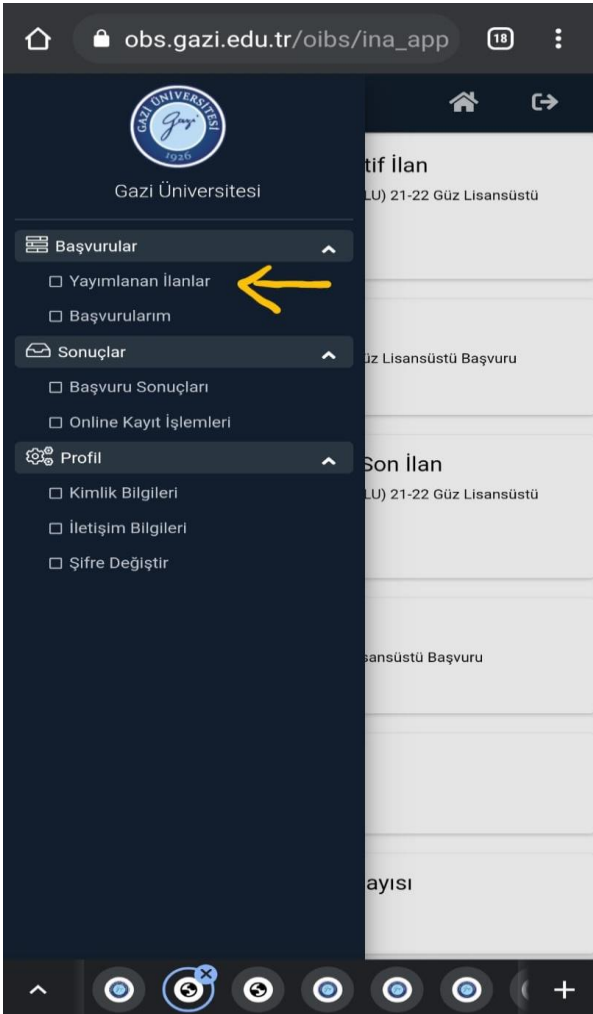 obs.gazi.edu.tr/oibs/ina_app
18
GAZİ ÜNİVERSİTESİ
Gazi
1926
Gazi Üniversitesi
Başvurular
Yayımlanan İlanlar
Başvurularım
Sonuçlar
Başvuru Sonuçları
Online Kayıt İşlemleri
Profil
Kimlik Bilgileri
İletişim Bilgileri
Şifre Değiştir
tif İlan
LU) 21-22 Güz Lisansüstü
üz Lisansüstü Başvuru
Son İlan
LU) 21-22 Güz Lisansüstü
sansüstü Başvuru
ayısı